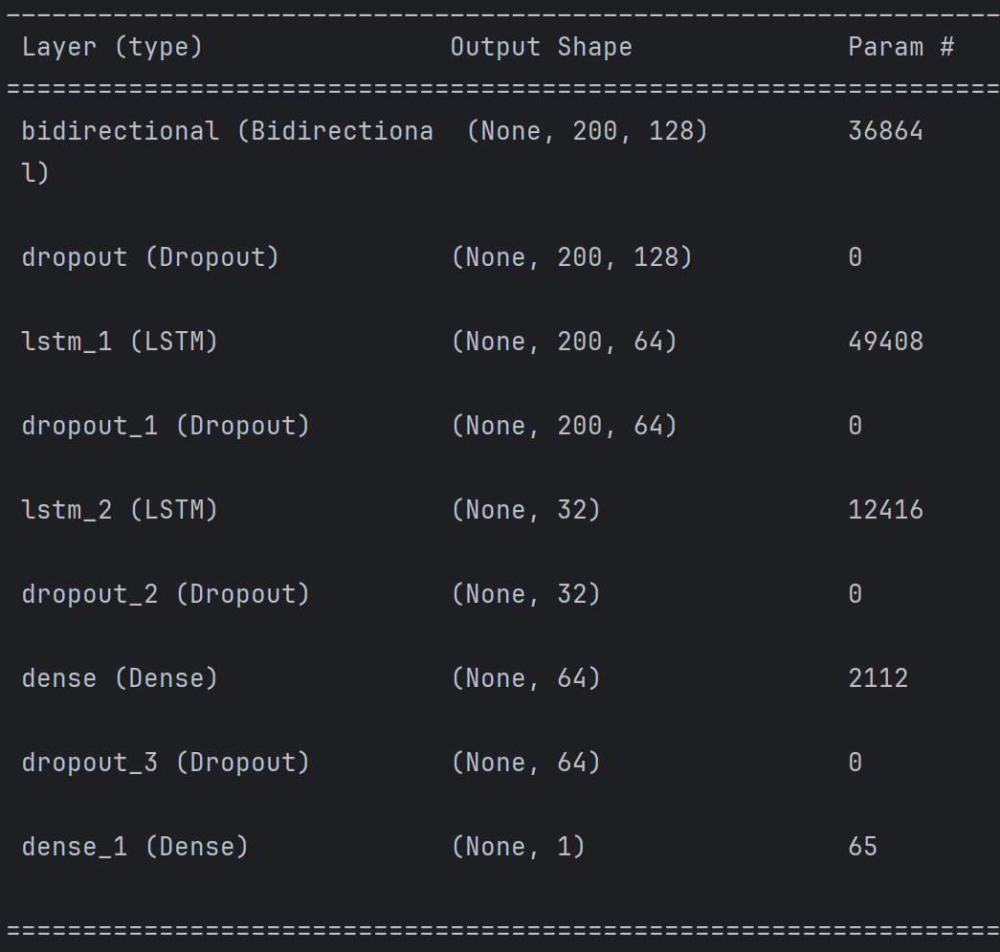 _________________________________________________________________
Layer (type)                Output Shape              Param #
=================================================================
bidirectional (Bidirectiona  (None, 200, 128)         36864
l)
dropout (Dropout)           (None, 200, 128)          0
lstm_1 (LSTM)               (None, 200, 64)           49408
dropout_1 (Dropout)         (None, 200, 64)           0
lstm_2 (LSTM)               (None, 32)                12416
dropout_2 (Dropout)         (None, 32)                0
dense (Dense)               (None, 64)                2112
dropout_3 (Dropout)         (None, 64)                0
dense_1 (Dense)             (None, 1)                 65
=================================================================